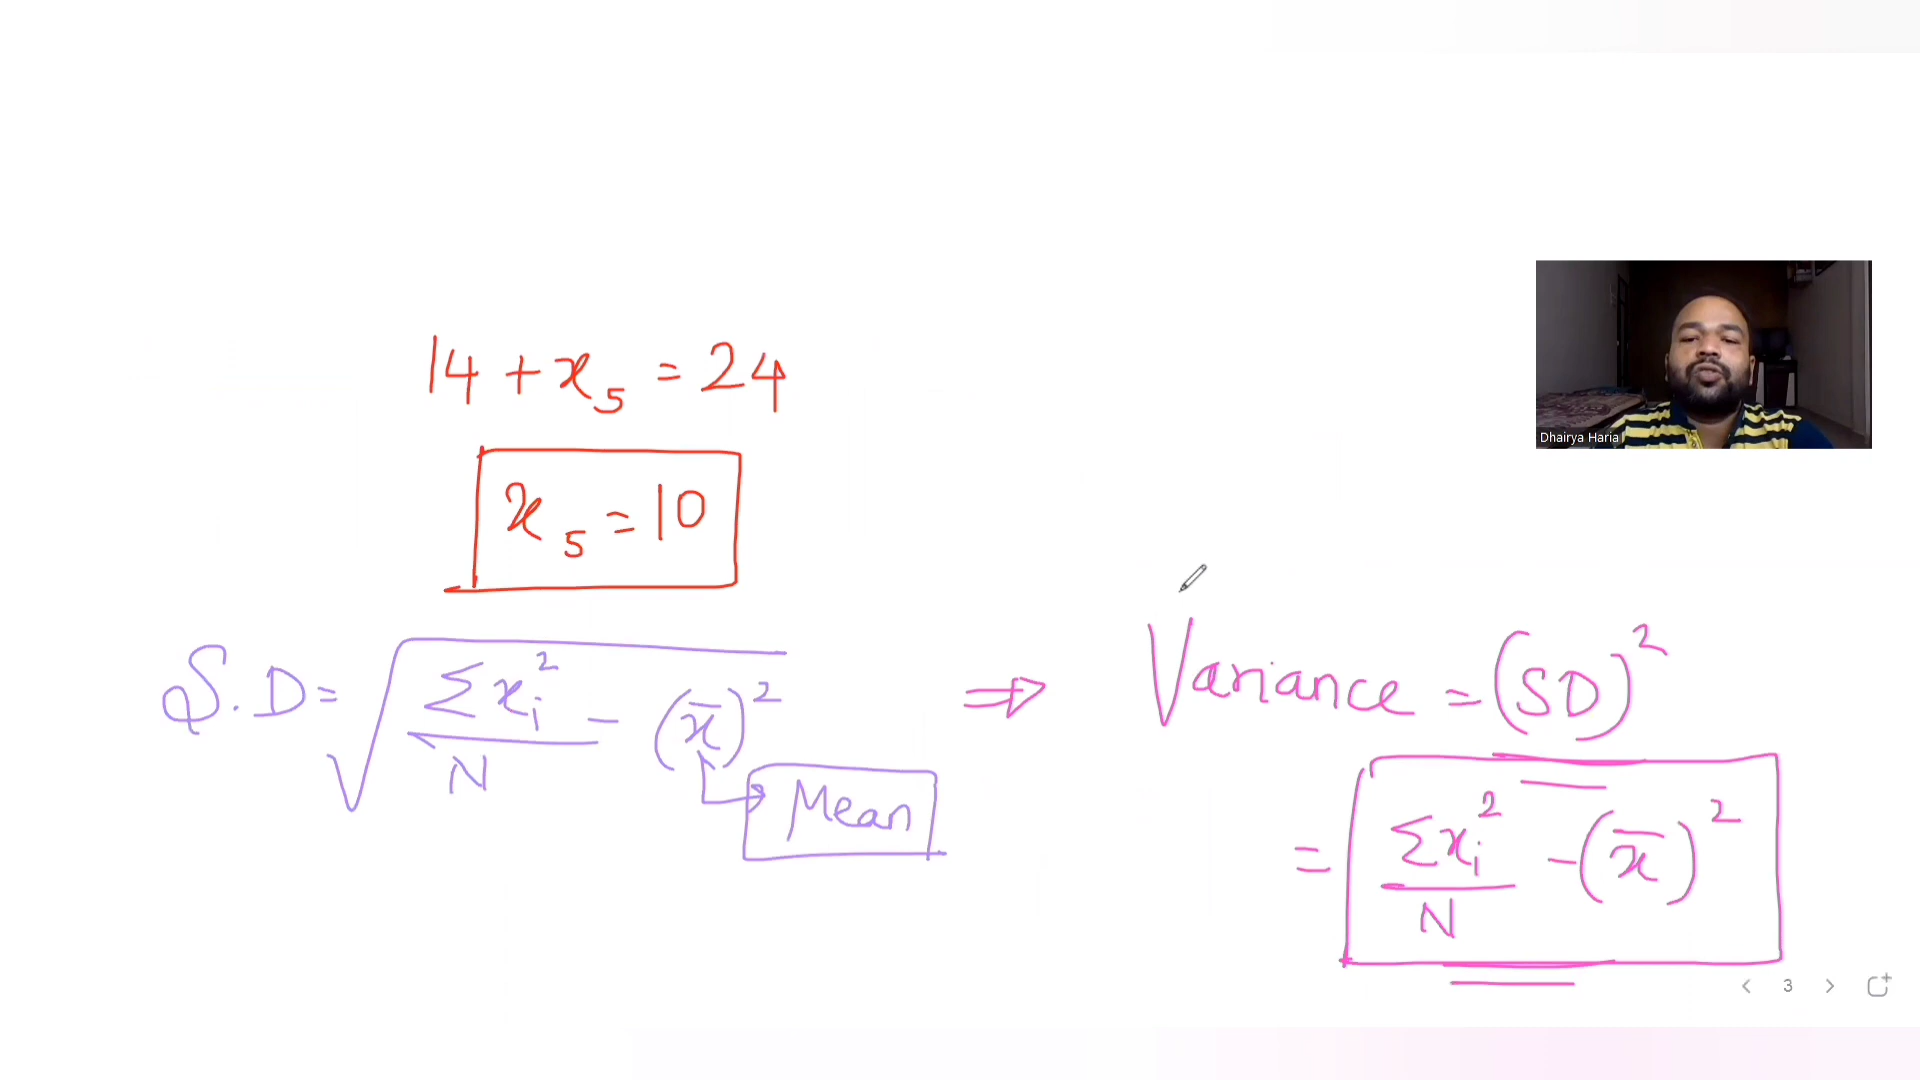 14 + x₅ = 24
x₅ = 10
Dhairya Haria
S.D = √(Σxᵢ²/N − (x̄)²)
Mean
⇒ Variance = (SD)²
= Σxᵢ²/N − (x̄)²
< 3 >